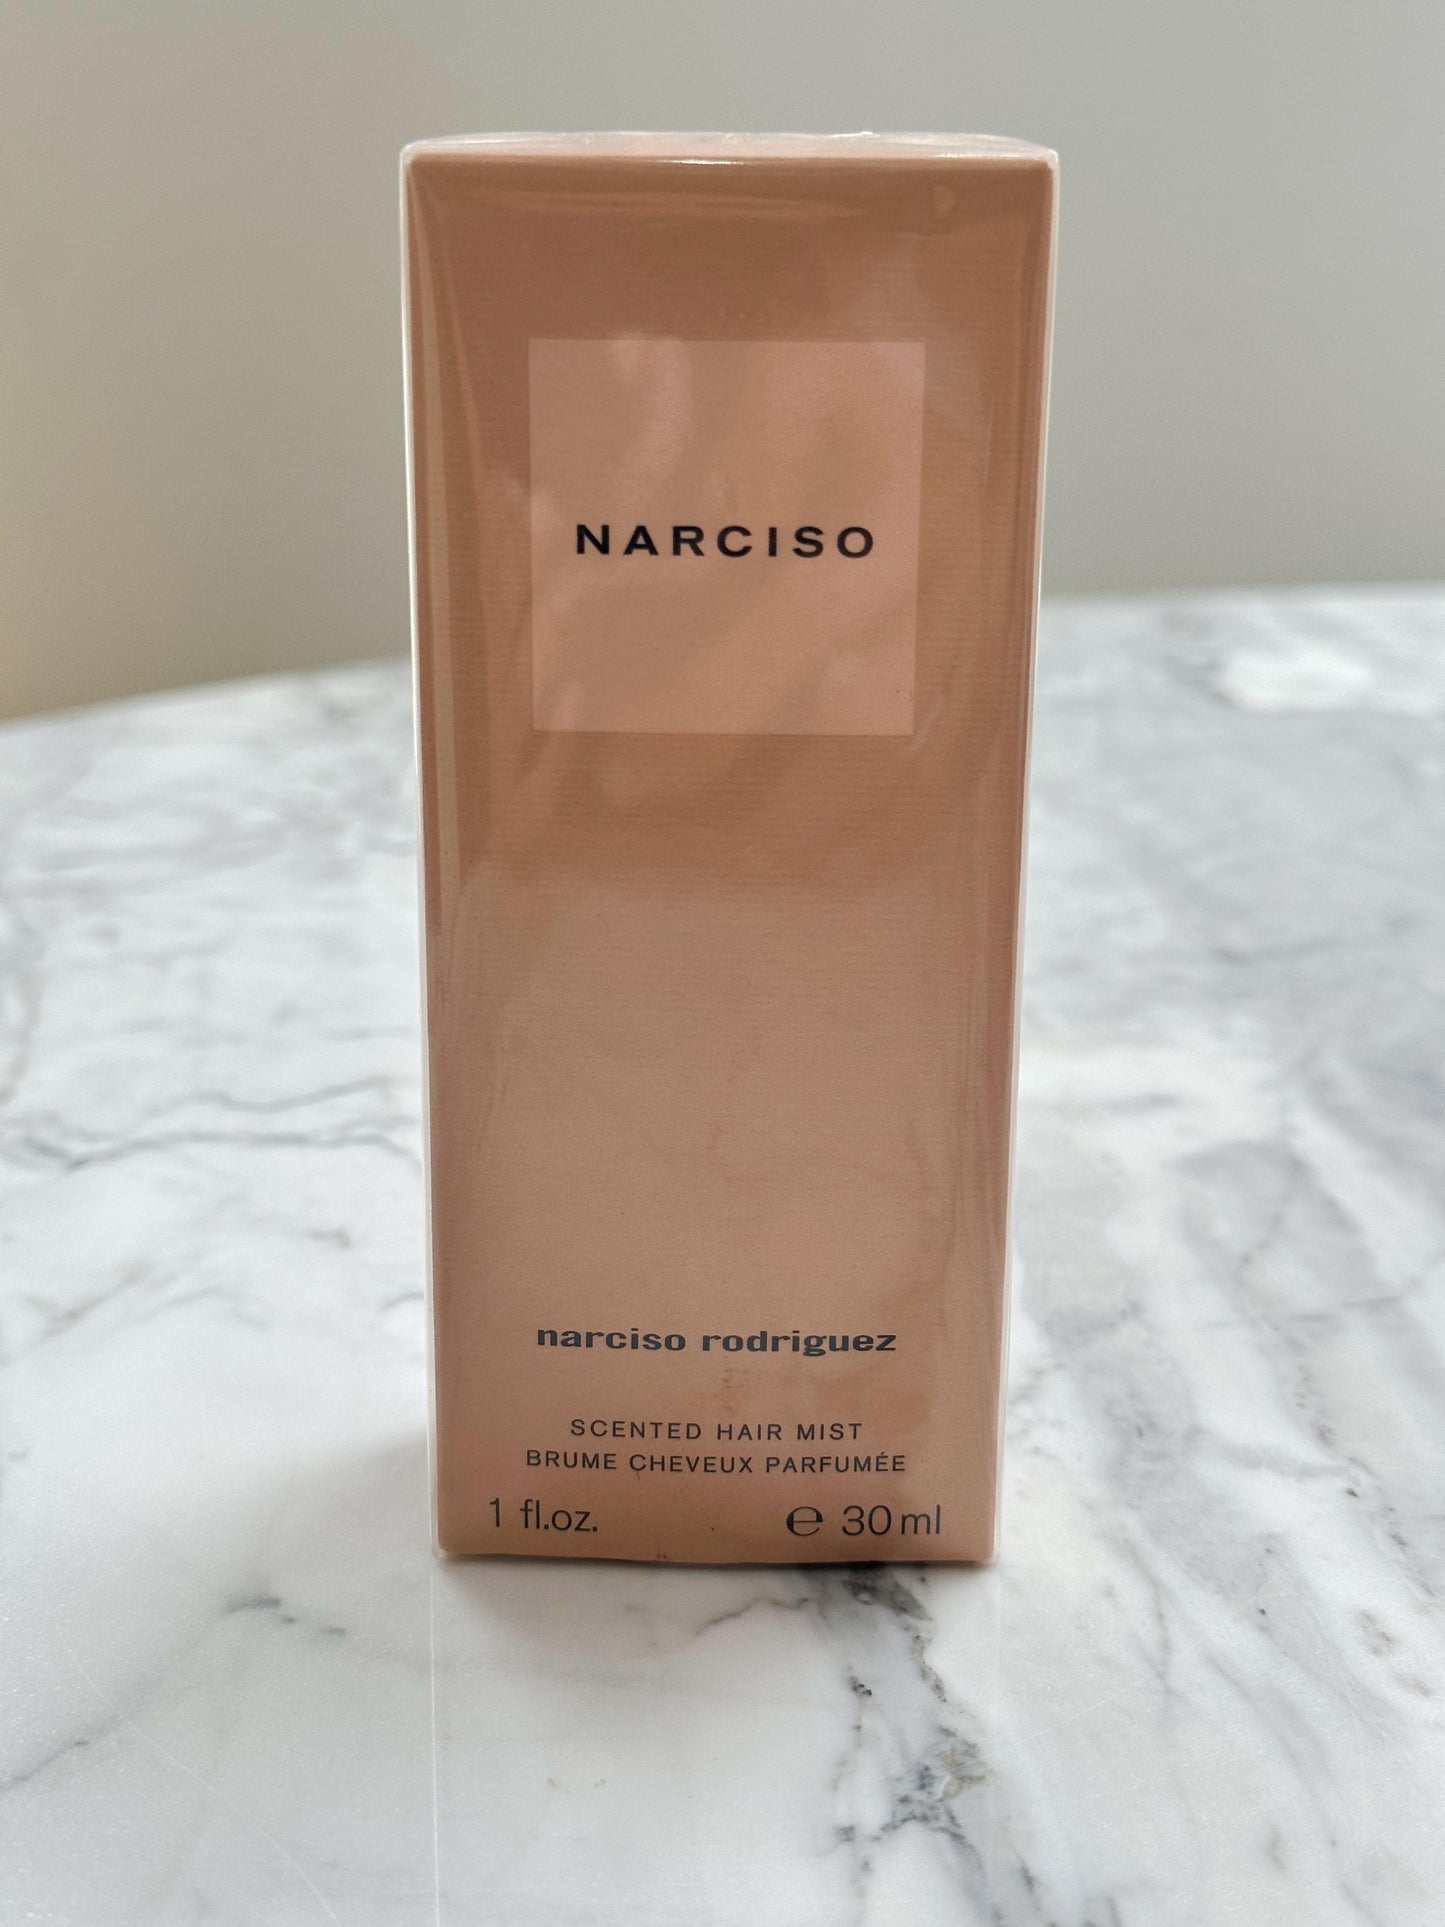 NARCISO
narciso rodriguez
SCENTED HAIR MIST
BRUME CHEVEUX PARFUMÉE
1 fl.oz. ℮ 30 ml